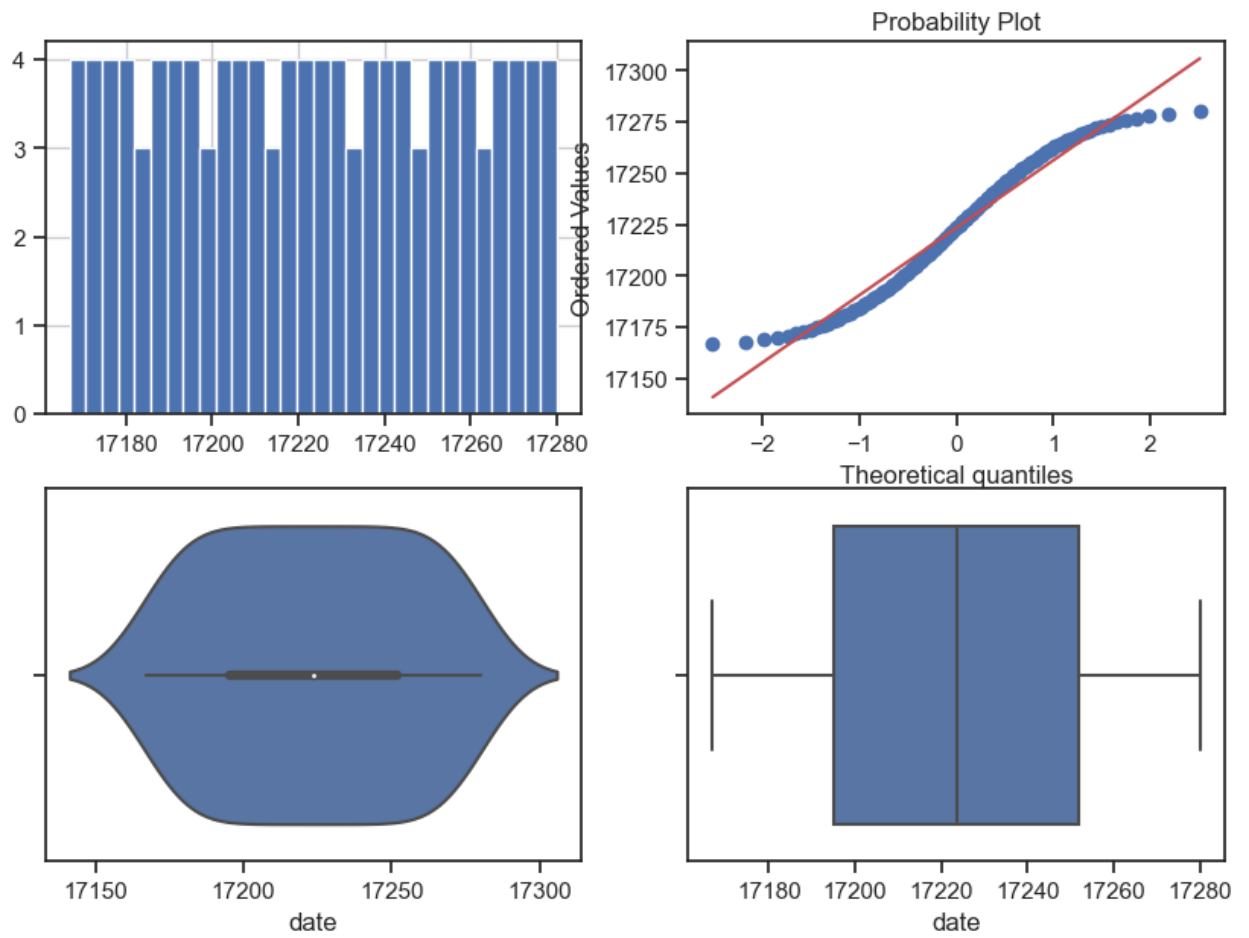 Probability Plot
4
3
2
1
0
17180 17200 17220 17240 17260 17280
Ordered Values
17300
17275
17250
17225
17200
17175
17150
−2 −1 0 1 2
Theoretical quantiles
17150 17200 17250 17300
date
17180 17200 17220 17240 17260 17280
date